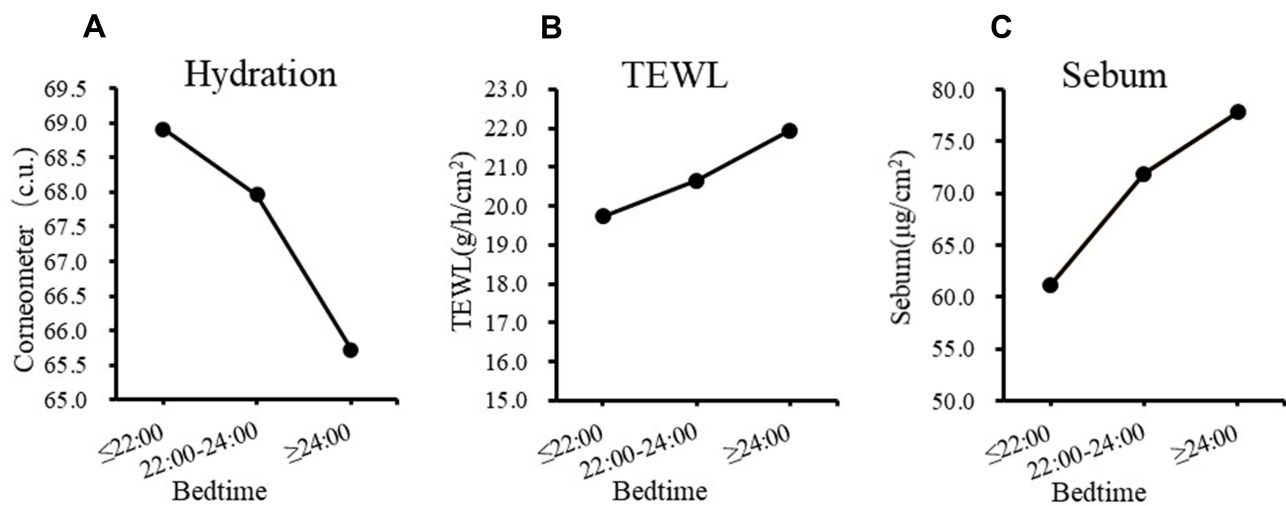 A
Hydration
Corneometer（c.u.)
69.5
69.0
68.5
68.0
67.5
67.0
66.5
66.0
65.5
65.0
≤22:00
22:00-24:00
≥24:00
Bedtime
B
TEWL
TEWL(g/h/cm²)
23.0
22.0
21.0
20.0
19.0
18.0
17.0
16.0
15.0
≤22:00
22:00-24:00
≥24:00
Bedtime
C
Sebum
Sebum(μg/cm²)
80.0
75.0
70.0
65.0
60.0
55.0
50.0
≤22:00
22:00-24:00
≥24:00
Bedtime